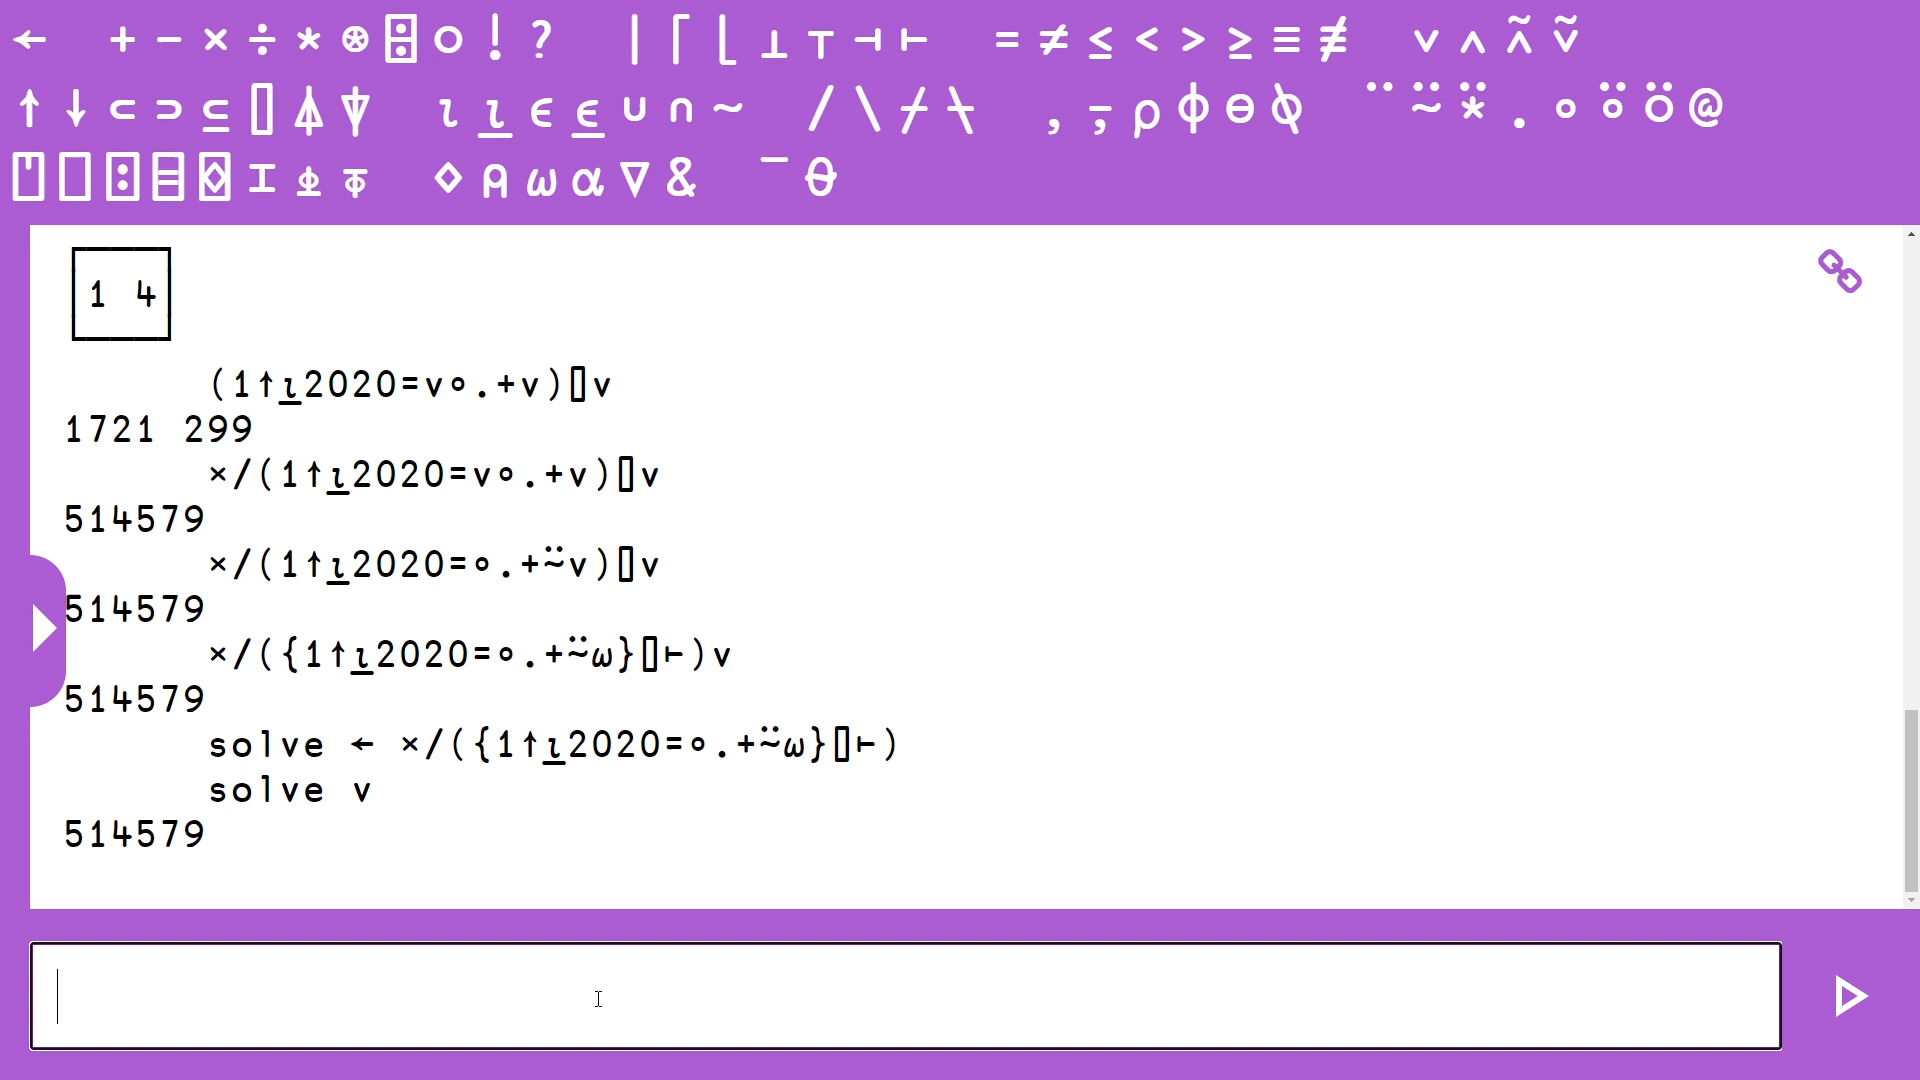 ← + - × ÷ * ⍟ ⌹ ○ ! ? | ⌈ ⌊ ⊥ ⊤ ⊣ ⊢ = ≠ ≤ < > ≥ ≡ ≢ ∨ ∧ ⍲ ⍱
↑ ↓ ⊂ ⊃ ⊆ ⌷ ⍋ ⍒ ⍳ ⍸ ∊ ⍷ ∪ ∩ ~ / \ ⌿ ⍀ , ⍪ ⍴ ⌽ ⊖ ⍉ ¨ ⍨ ⍣ . ∘ ⍤ ⍥ @
⍞ ⎕ ⍠ ⌸ ⌺ ⌶ ⍎ ⍕ ⋄ ⍝ ⍵ ⍺ ∇ & ¯ ⍬
1 4
(1↑⍸2020=v∘.+v)⌷v
1721 299
×/(1↑⍸2020=v∘.+v)⌷v
514579
×/(1↑⍸2020=∘.+⍨v)⌷v
514579
×/({1↑⍸2020=∘.+⍨⍵}⌷⊢)v
514579
solve ← ×/({1↑⍸2020=∘.+⍨⍵}⌷⊢)
solve v
514579